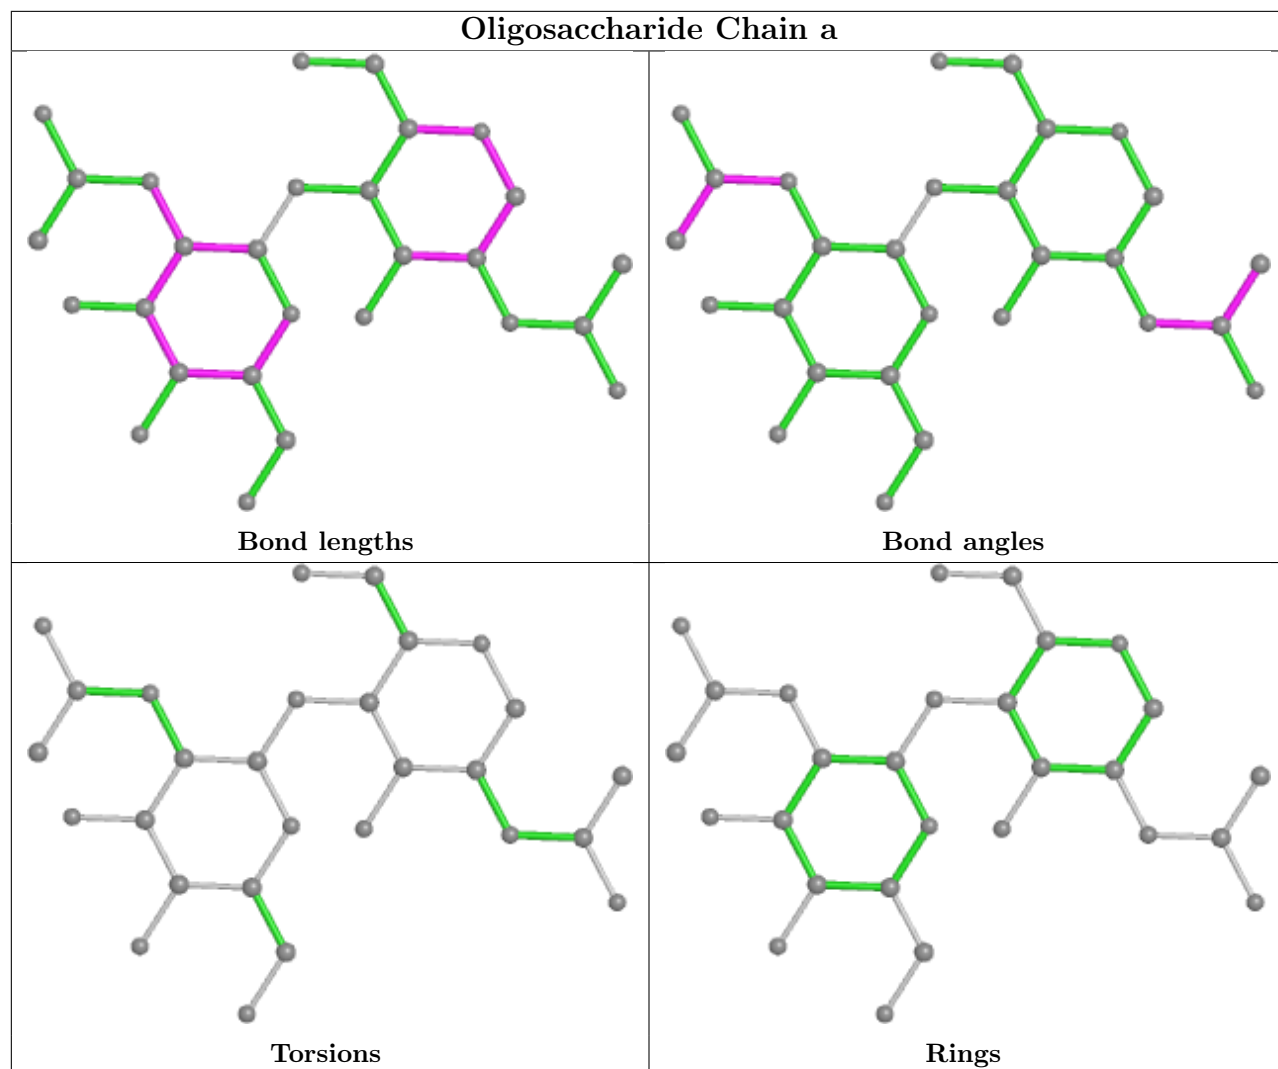 Oligosaccharide Chain a
Bond lengths
Bond angles
Torsions
Rings